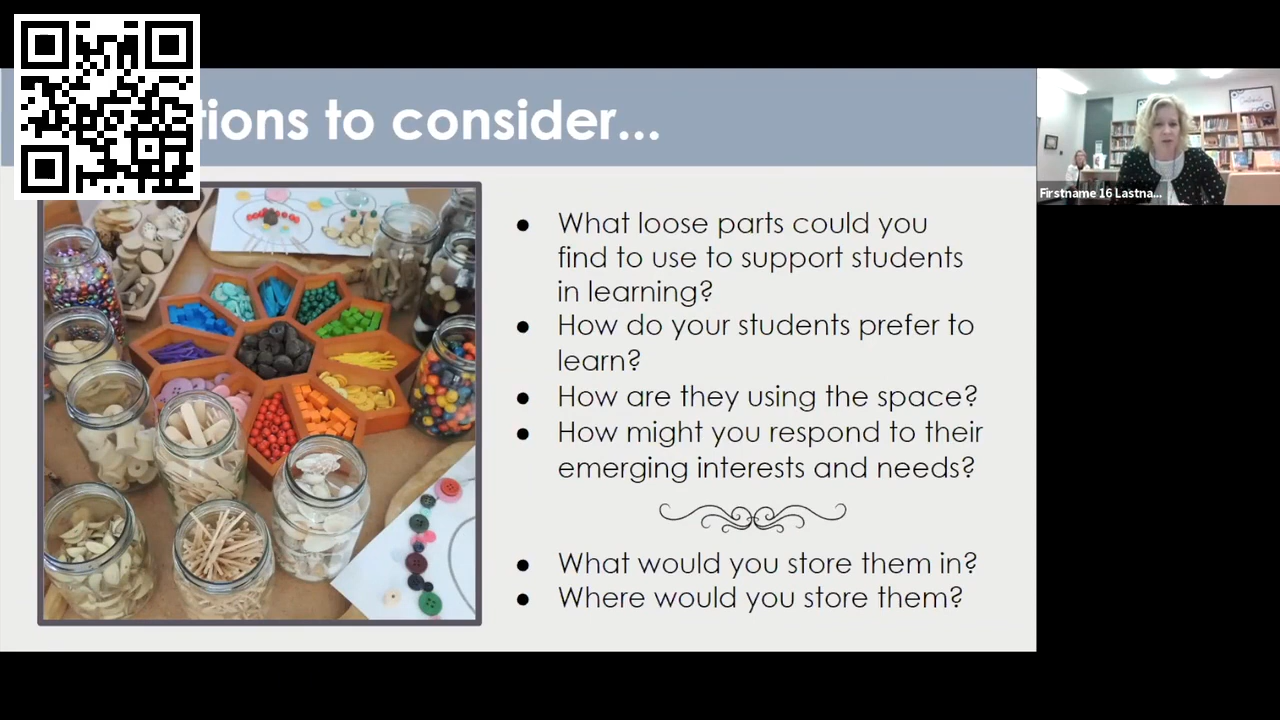 tions to consider...
● What loose parts could you
find to use to support students
in learning?
● How do your students prefer to
learn?
● How are they using the space?
● How might you respond to their
emerging interests and needs?
● What would you store them in?
● Where would you store them?
Firstname 16 Lastna...